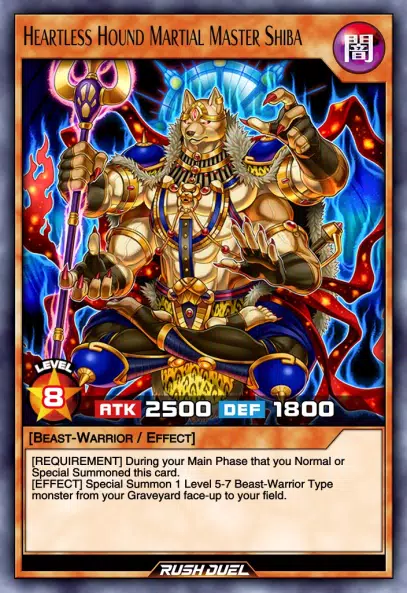 Heartless Hound Martial Master Shiba
闇
LEVEL
8
ATK 2500 DEF 1800
[Beast-Warrior / Effect]
[REQUIREMENT] During your Main Phase that you Normal or
Special Summoned this card.
[EFFECT] Special Summon 1 Level 5-7 Beast-Warrior Type
monster from your Graveyard face-up to your field.
RUSH DUEL